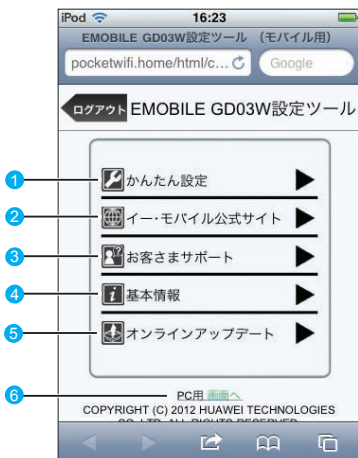 iPod 16:23
EMOBILE GD03W設定ツール （モバイル用）
pocketwifi.home/html/c... Google
ログアウト EMOBILE GD03W設定ツール
1 かんたん設定
2 イー・モバイル公式サイト
3 お客さまサポート
4 基本情報
5 オンラインアップデート
6 PC用 画面へ
COPYRIGHT (C) 2012 HUAWEI TECHNOLOGIES
CO.,LTD. ALL RIGHTS RESERVED